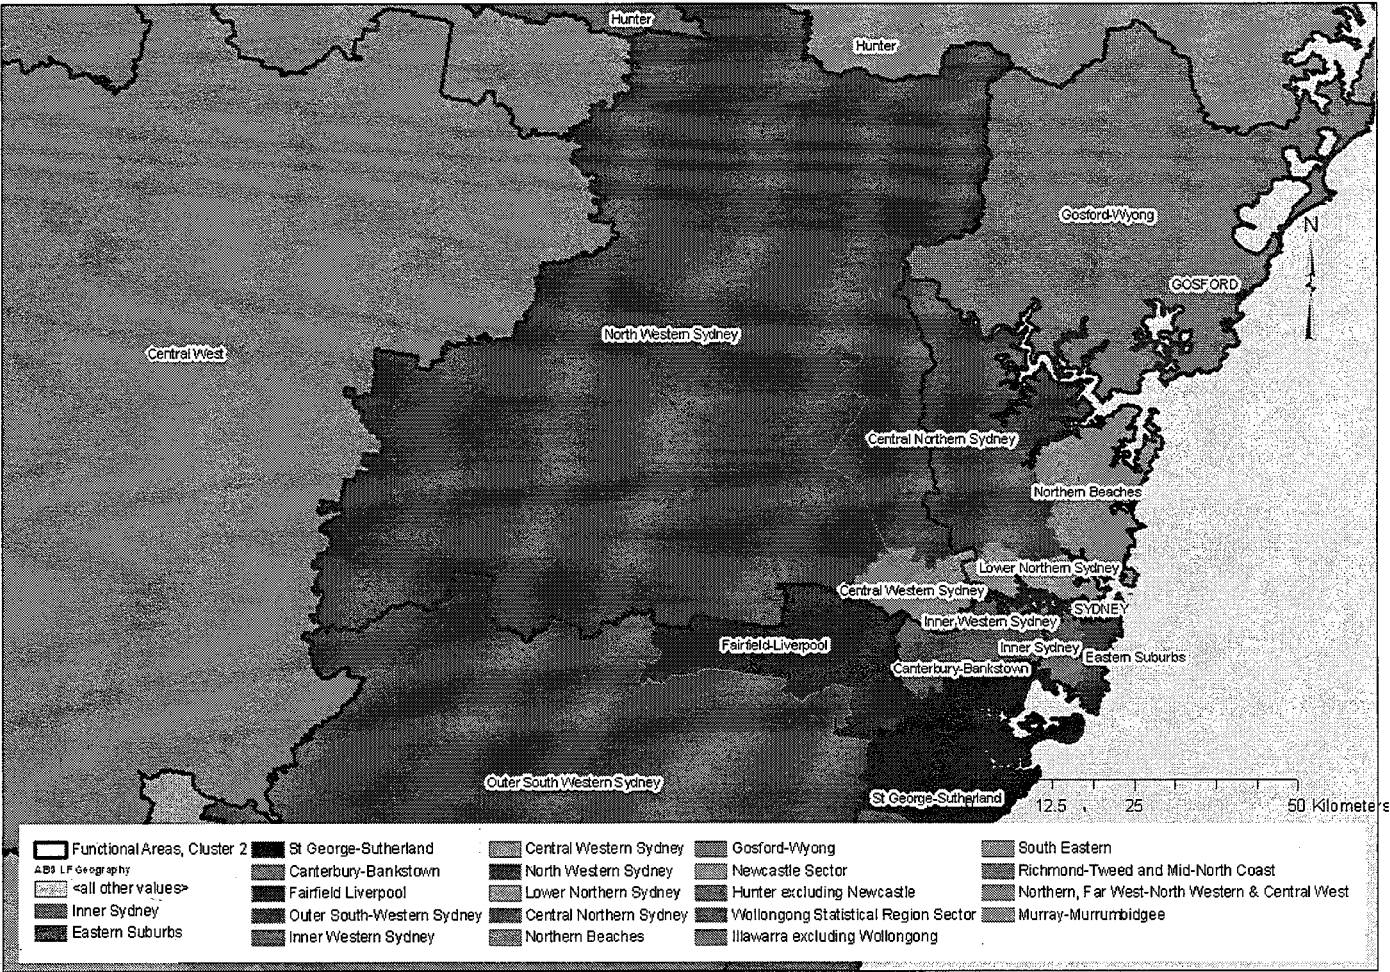 Hunter
Hunter
Gosford-Wyong
N
GOSFORD
North Western Sydney
Central West
Central Northern Sydney
Northern Beaches
Lower Northern Sydney
Central Western Sydney
SYDNEY
Inner Western Sydney
Fairfield-Liverpool
Inner Sydney
Eastern Suburbs
Canterbury-Bankstown
Outer South Western Sydney
St George-Sutherland
12.5 25 50 Kilometers
Functional Areas, Cluster 2
ABS LF Geography
<all other values>
Inner Sydney
Eastern Suburbs
St George-Sutherland
Canterbury-Bankstown
Fairfield Liverpool
Outer South-Western Sydney
Inner Western Sydney
Central Western Sydney
North Western Sydney
Lower Northern Sydney
Central Northern Sydney
Northern Beaches
Gosford-Wyong
Newcastle Sector
Hunter excluding Newcastle
Wollongong Statistical Region Sector
Illawarra excluding Wollongong
South Eastern
Richmond-Tweed and Mid-North Coast
Northern, Far West-North Western & Central West
Murray-Murrumbidgee